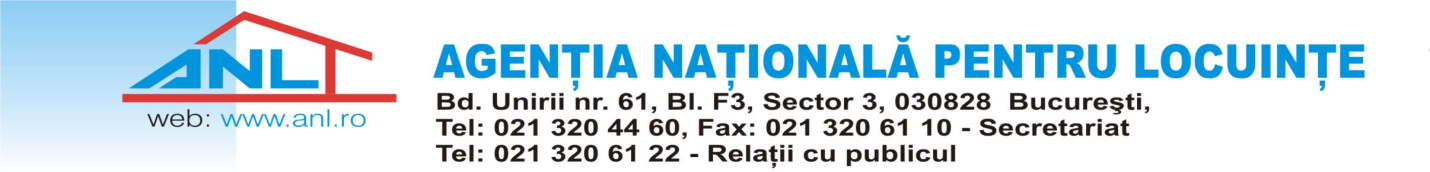 ANL
web: www.anl.ro
AGENȚIA NAȚIONALĂ PENTRU LOCUINȚE
Bd. Unirii nr. 61, Bl. F3, Sector 3, 030828 Bucureşti,
Tel: 021 320 44 60, Fax: 021 320 61 10 - Secretariat
Tel: 021 320 61 22 - Relații cu publicul